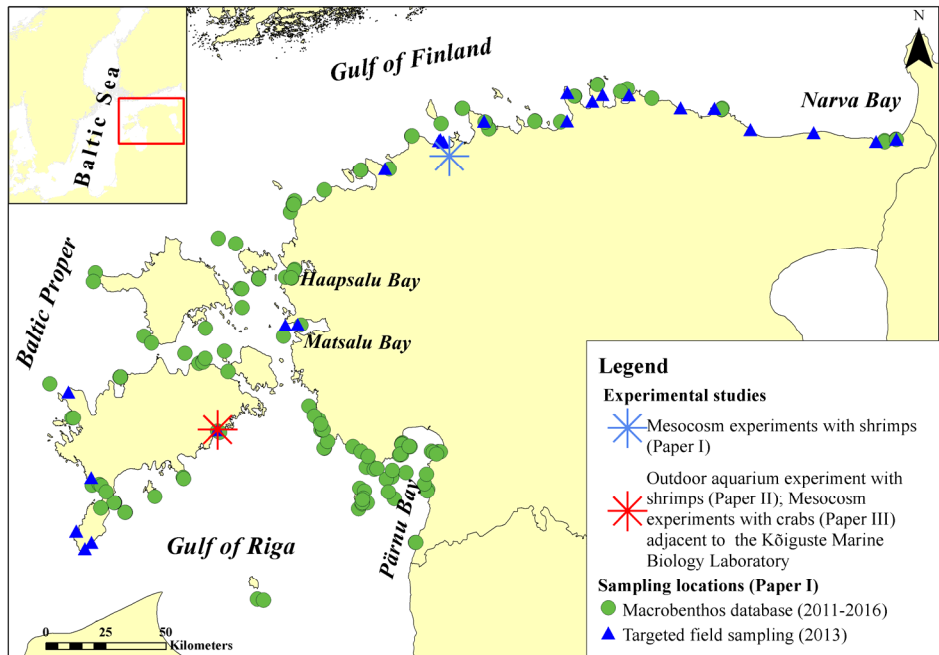 Gulf of Finland
N
Narva Bay
Baltic Sea
Baltic Proper
Haapsalu Bay
Matsalu Bay
Pärnu Bay
Gulf of Riga
0 25 50
Kilometers
Legend
Experimental studies
Mesocosm experiments with shrimps
(Paper I)
Outdoor aquarium experiment with
shrimps (Paper II); Mesocosm
experiments with crabs (Paper III)
adjacent to the Kõiguste Marine
Biology Laboratory
Sampling locations (Paper I)
Macrobenthos database (2011-2016)
Targeted field sampling (2013)